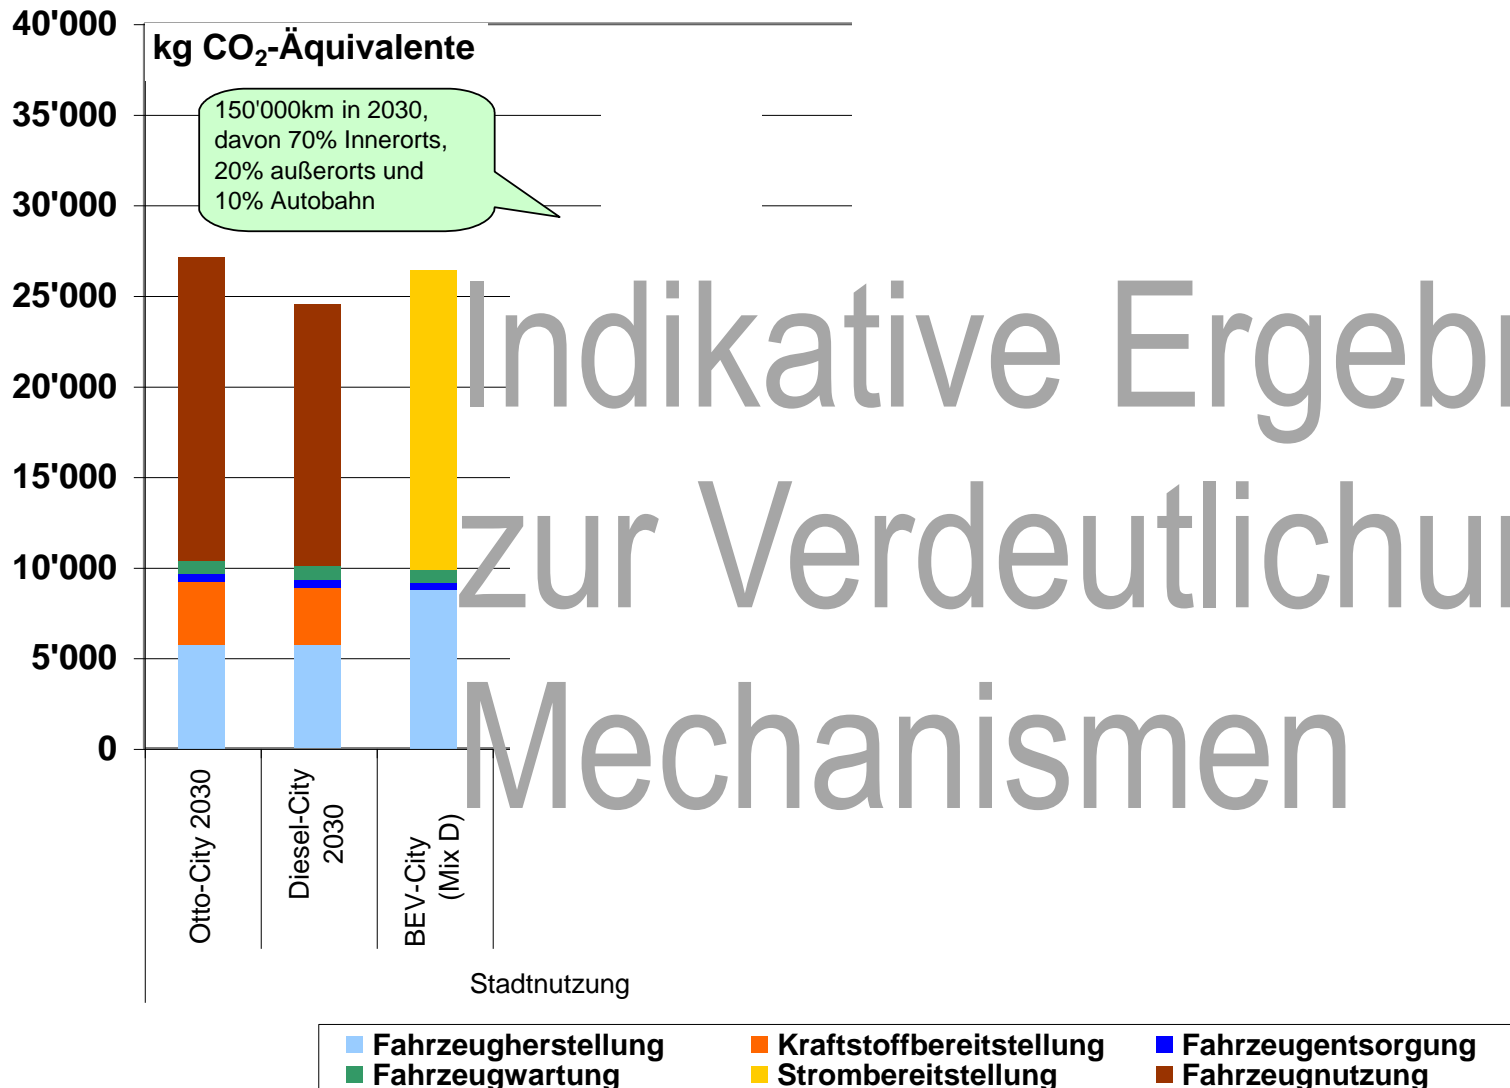 40'000
kg CO₂-Äquivalente
35'000
150'000km in 2030,
davon 70% Innerorts,
20% außerorts und
10% Autobahn
30'000
25'000
20'000
15'000
10'000
5'000
0
Indikative Ergeb
zur Verdeutlichu
Mechanismen
Otto-City 2030
Diesel-City
2030
BEV-City
(Mix D)
Stadtnutzung
Fahrzeugherstellung Kraftstoffbereitstellung Fahrzeugentsorgung
Fahrzeugwartung Strombereitstellung Fahrzeugnutzung